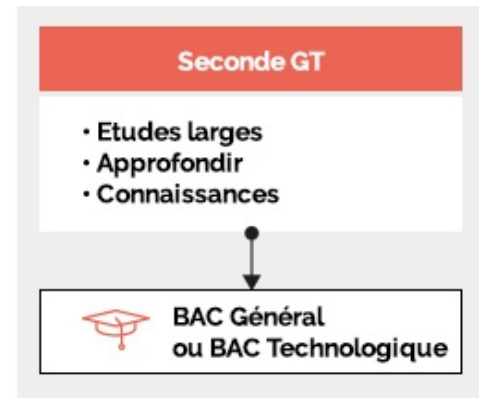 Seconde GT
• Etudes larges
• Approfondir
• Connaissances
BAC Général
ou BAC Technologique